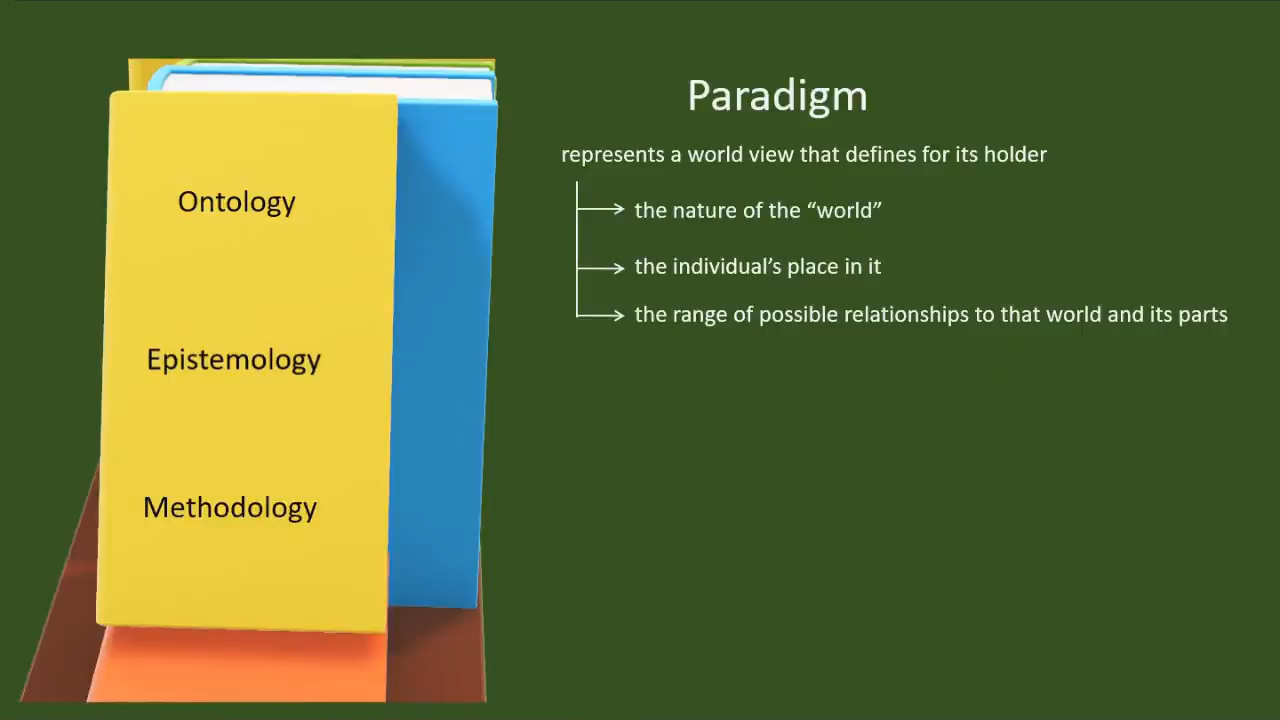 Ontology
Epistemology
Methodology
Paradigm
represents a world view that defines for its holder
the nature of the “world”
the individual’s place in it
the range of possible relationships to that world and its parts